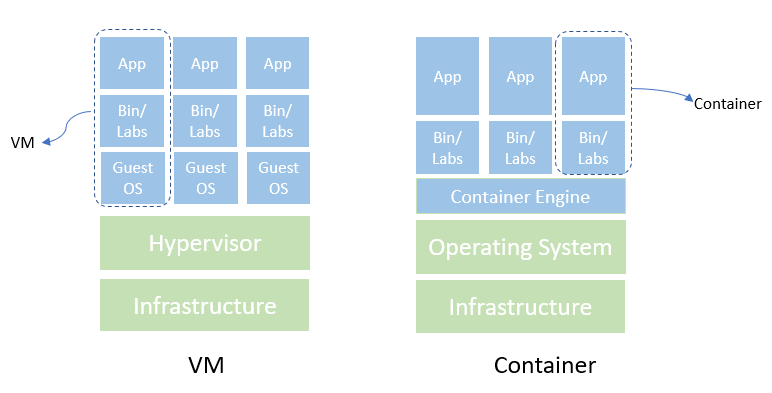 App
App
App
Bin/
Labs
Bin/
Labs
Bin/
Labs
Guest
OS
Guest
OS
Guest
OS
VM
Hypervisor
Infrastructure
VM
App
App
App
Bin/
Labs
Bin/
Labs
Bin/
Labs
Container
Container Engine
Operating System
Infrastructure
Container